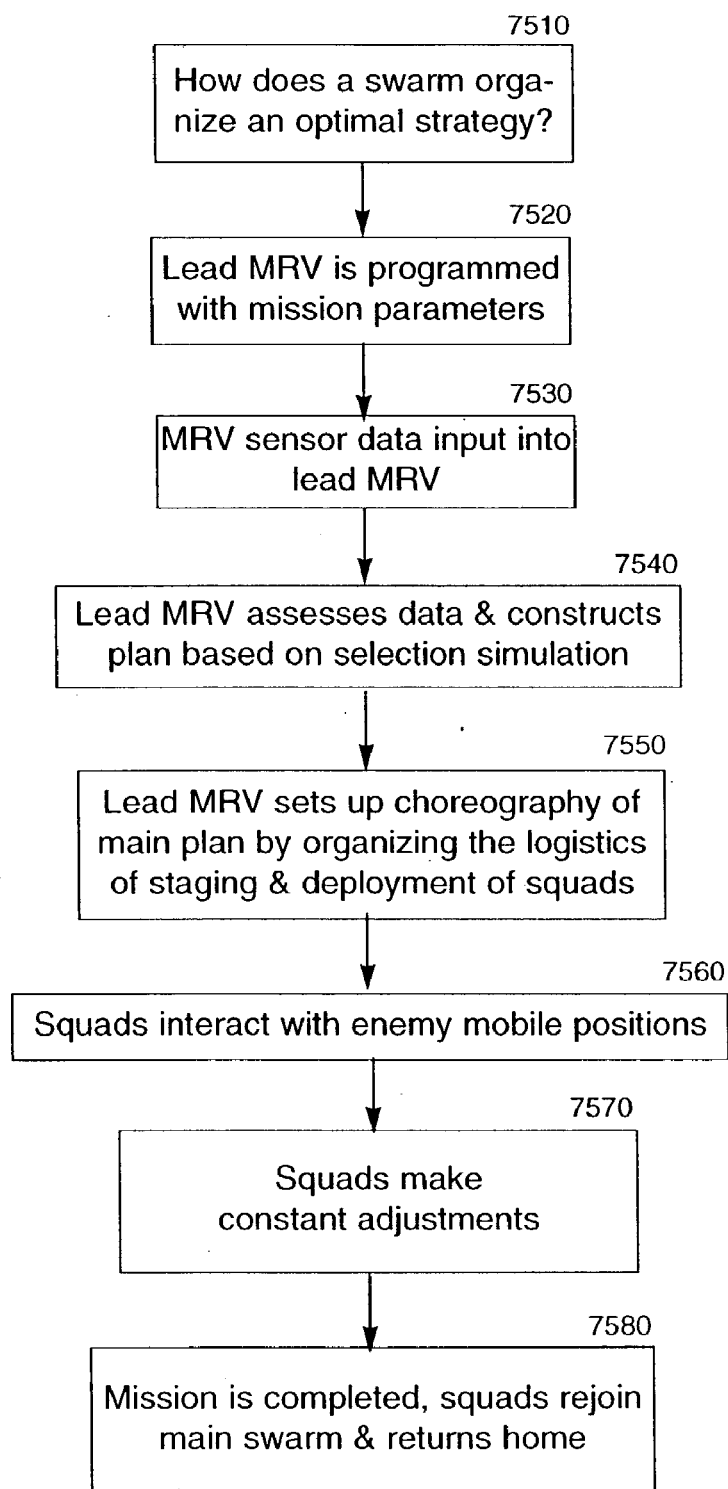 7510
How does a swarm orga-
nize an optimal strategy?
7520
Lead MRV is programmed
with mission parameters
7530
MRV sensor data input into
lead MRV
7540
Lead MRV assesses data & constructs
plan based on selection simulation
7550
Lead MRV sets up choreography of
main plan by organizing the logistics
of staging & deployment of squads
7560
Squads interact with enemy mobile positions
7570
Squads make
constant adjustments
7580
Mission is completed, squads rejoin
main swarm & returns home